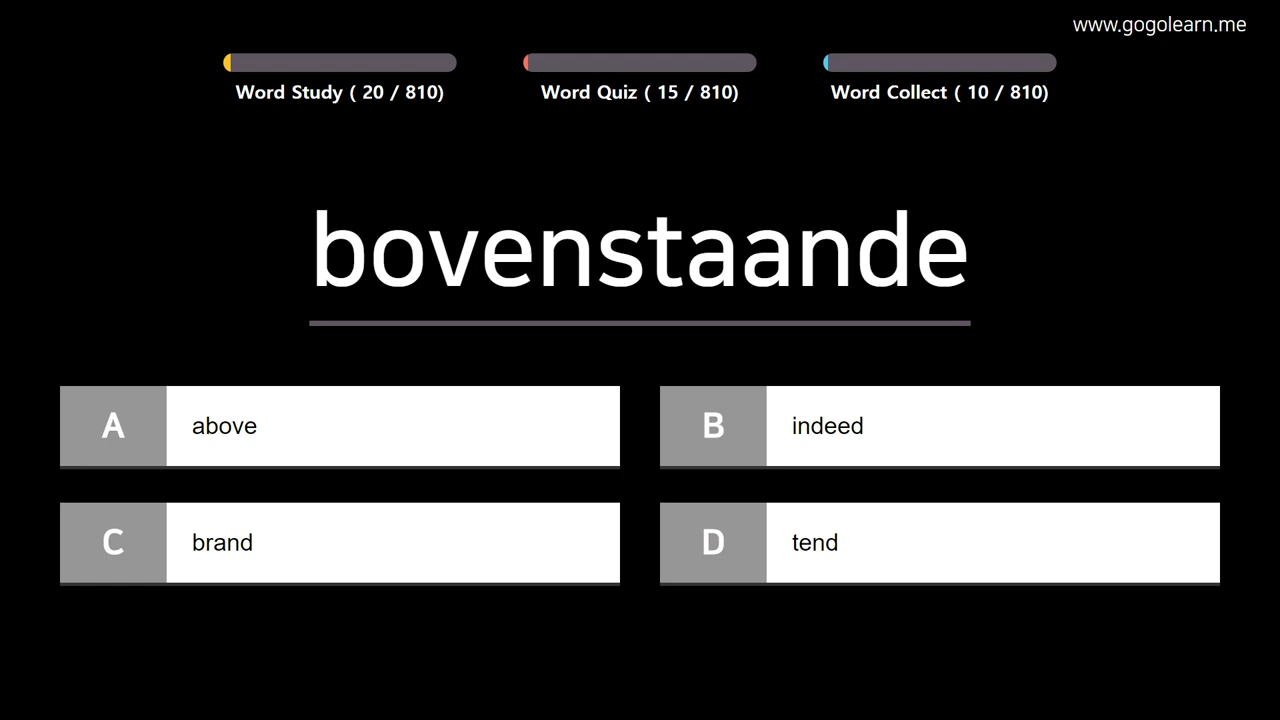 www.gogolearn.me
Word Study ( 20 / 810)
Word Quiz ( 15 / 810)
Word Collect ( 10 / 810)
bovenstaande
A above
B indeed
C brand
D tend